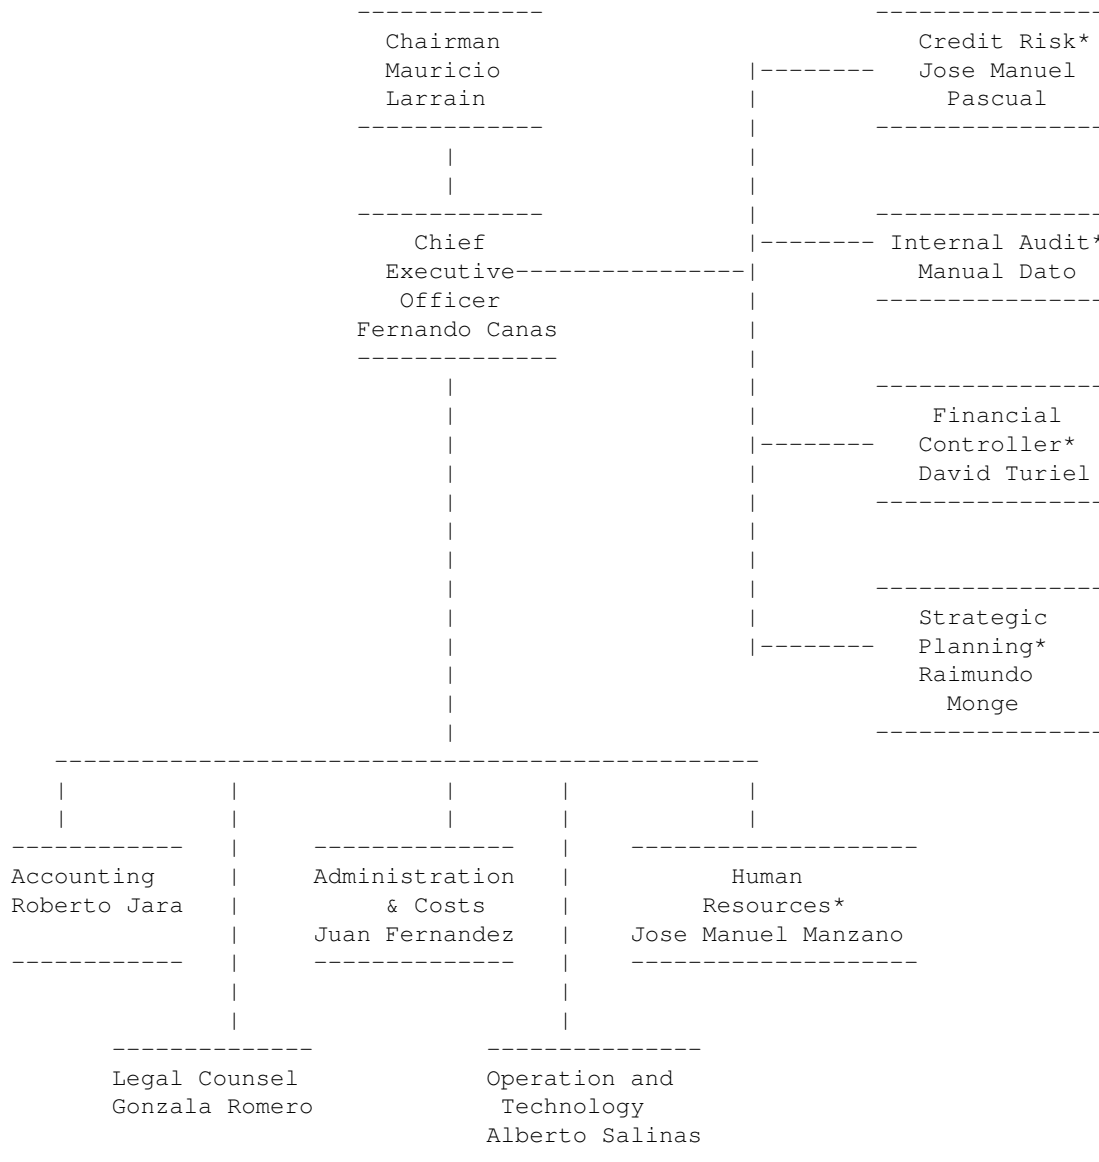 Chairman
Mauricio
Larrain
Credit Risk*
Jose Manuel
Pascual
Chief
Executive
Officer
Fernando Canas
Internal Audit*
Manual Dato
Financial
Controller*
David Turiel
Strategic
Planning*
Raimundo
Monge
Accounting
Roberto Jara
Administration
& Costs
Juan Fernandez
Human
Resources*
Jose Manuel Manzano
Legal Counsel
Gonzala Romero
Operation and
Technology
Alberto Salinas